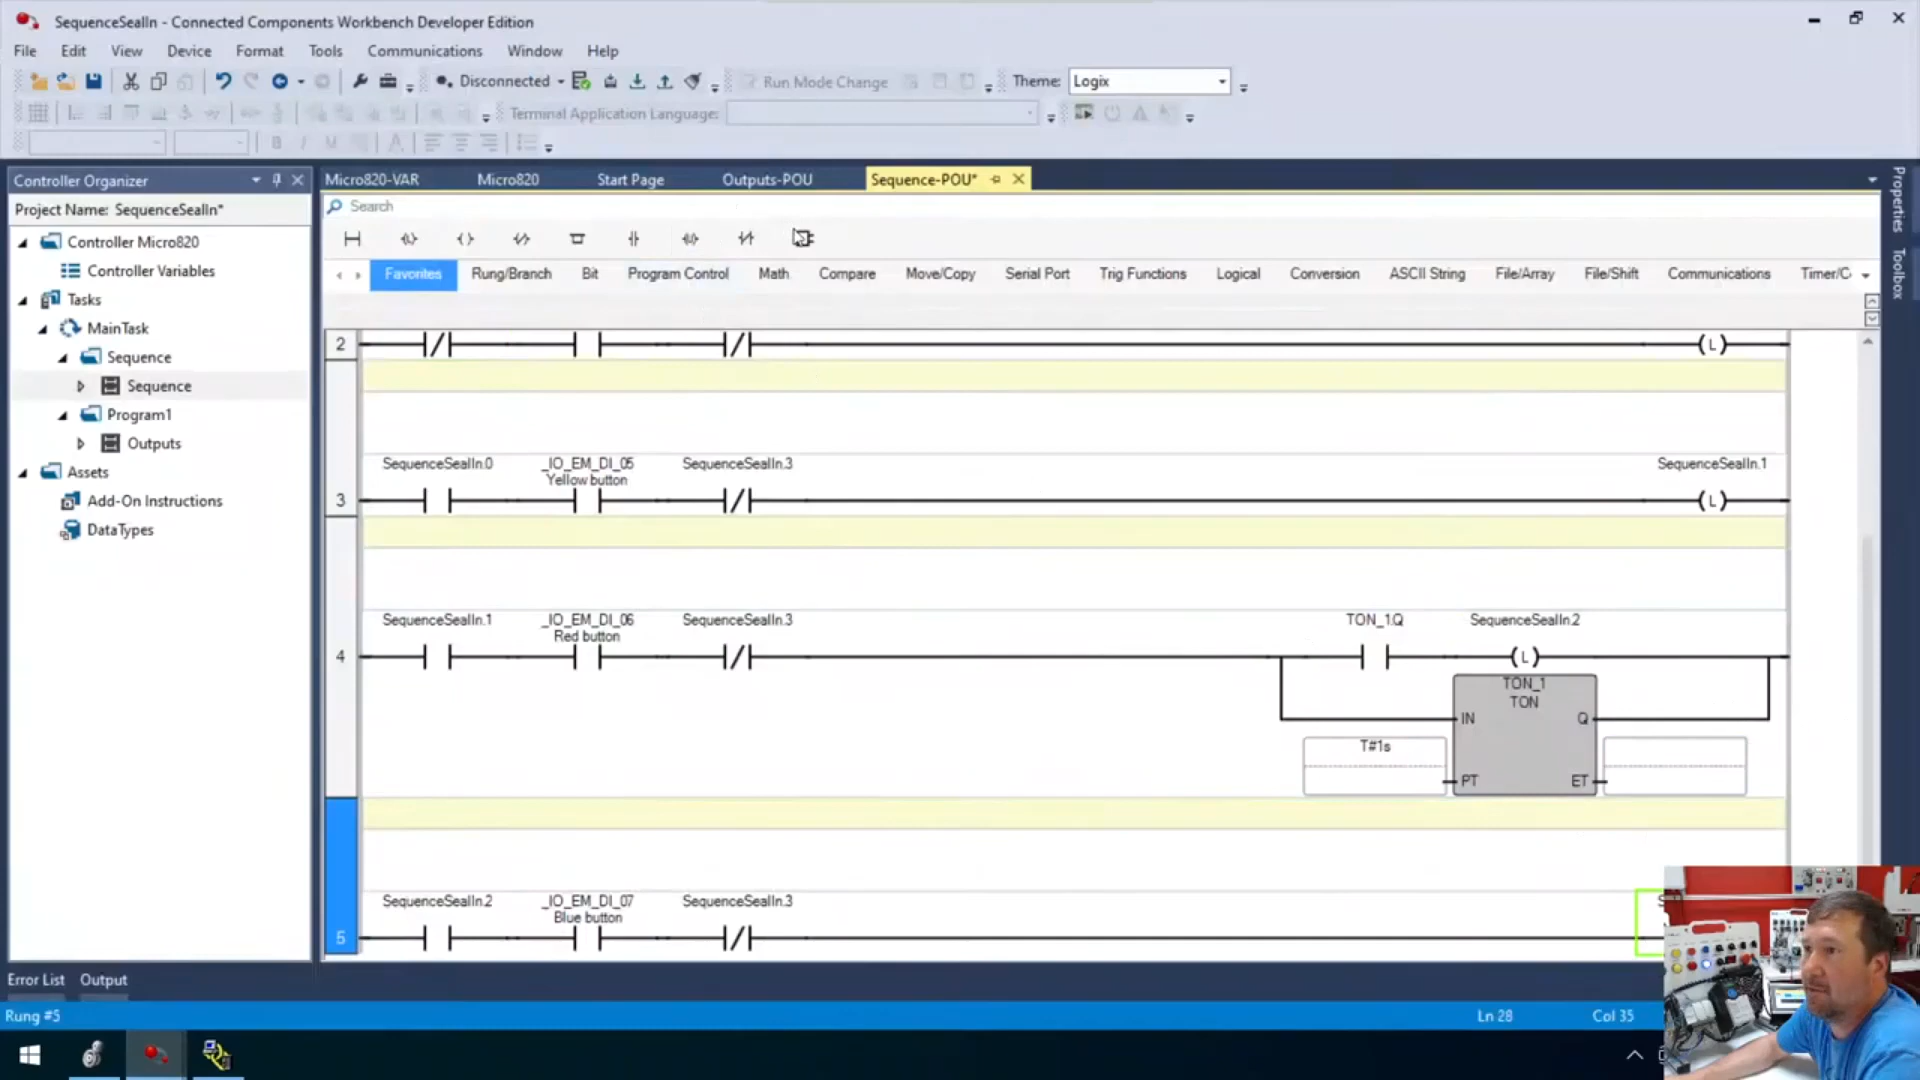 SequenceSealIn - Connected Components Workbench Developer Edition
File Edit View Device Format Tools Communications Window Help
Disconnected Run Mode Change Theme: Logix
Terminal Application Language:
Controller Organizer
Micro820-VAR Micro820 Start Page Outputs-POU Sequence-POU*
Project Name: SequenceSealIn*
Search
Controller Micro820
Controller Variables
Tasks
MainTask
Sequence
Sequence
Program1
Outputs
Assets
Add-On Instructions
DataTypes
Favorites Rung/Branch Bit Program Control Math Compare Move/Copy Serial Port Trig Functions Logical Conversion ASCII String File/Array File/Shift Communications Timer/C
Properties
Toolbox
2 L
SequenceSealIn.0 _IO_EM_DI_05 SequenceSealIn.3 SequenceSealIn.1
Yellow button
3 L
SequenceSealIn.1 _IO_EM_DI_06 SequenceSealIn.3 TON_1.Q SequenceSealIn.2
Red button
4 L
TON_1
TON
IN Q
T#1s
PT ET
SequenceSealIn.2 _IO_EM_DI_07 SequenceSealIn.3
Blue button
5
Error List Output
Rung #5 Ln 28 Col 35